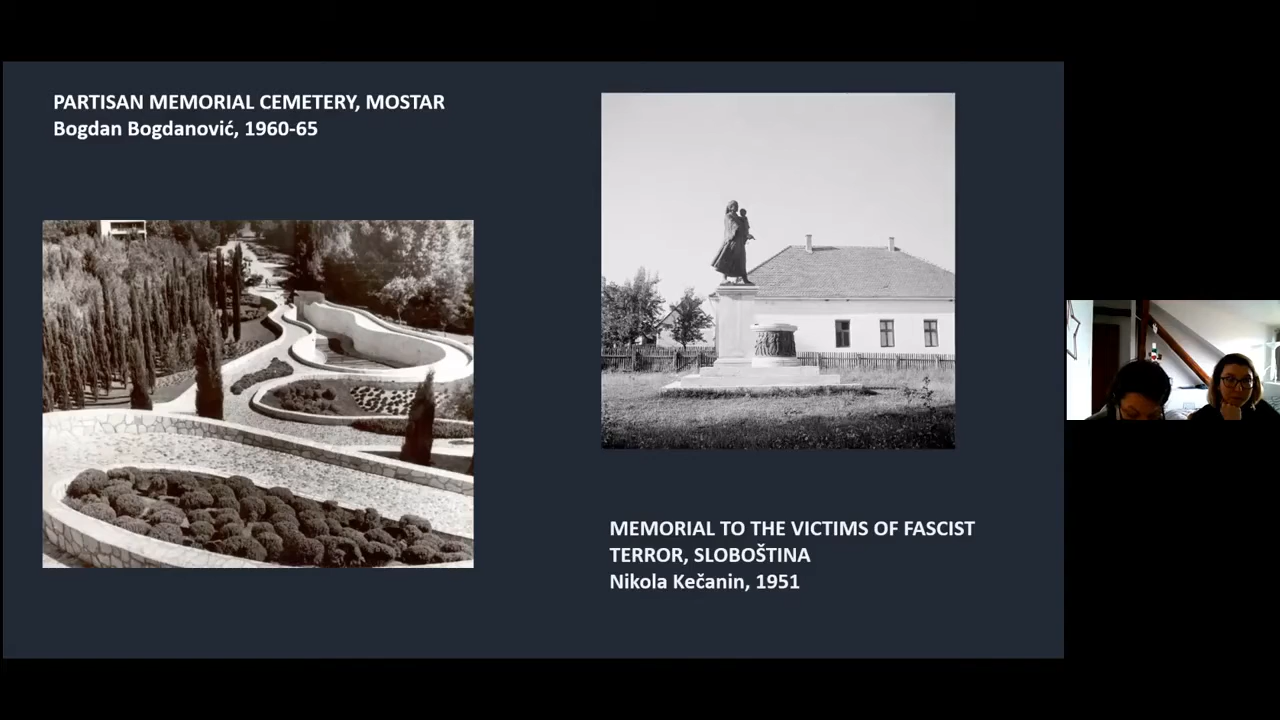 PARTISAN MEMORIAL CEMETERY, MOSTAR
Bogdan Bogdanović, 1960-65
MEMORIAL TO THE VICTIMS OF FASCIST
TERROR, SLOBOŠTINA
Nikola Kečanin, 1951